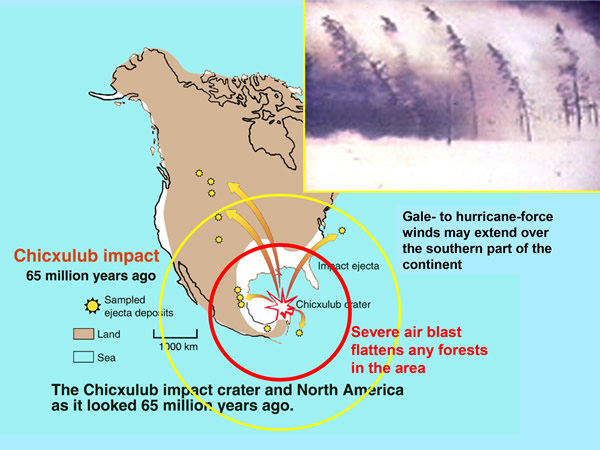 Gale- to hurricane-force
winds may extend over
the southern part of the
continent
Chicxulub impact
65 million years ago
Impact ejecta
Sampled
ejecta deposits
Chicxulub crater
Land
1000 km
Sea
Severe air blast
flattens any forests
in the area
The Chicxulub impact crater and North America
as it looked 65 million years ago.